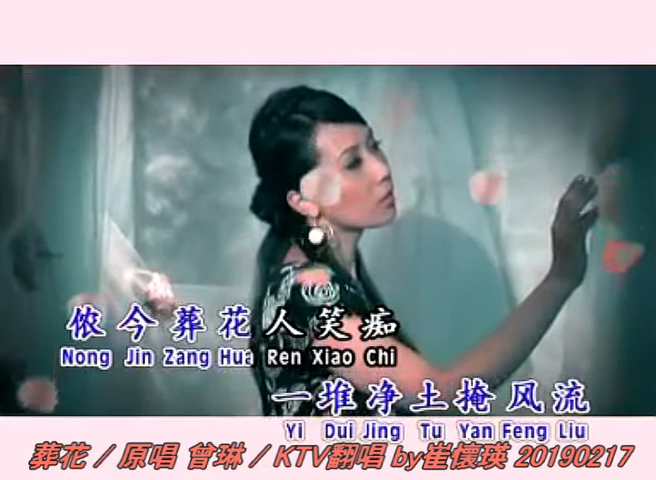 侬今葬花人笑痴
Nong Jin Zang Hua Ren Xiao Chi
一堆净土掩风流
Yi Dui Jing Tu Yan Feng Liu
葬花 / 原唱 曾琳 / KTV翻唱 by崔懷瑛 20190217